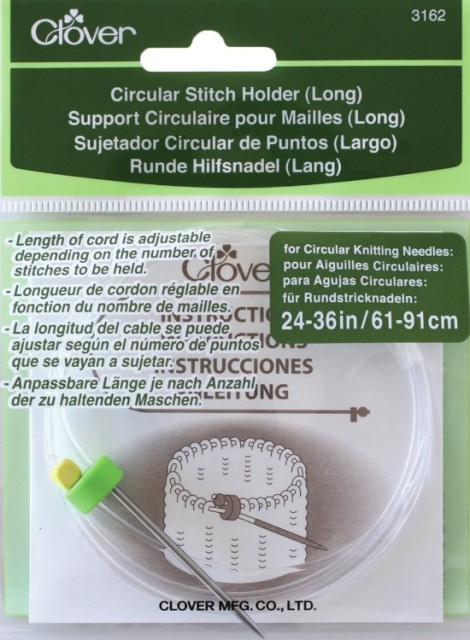 Clover
3162
Circular Stitch Holder (Long)
Support Circulaire pour Mailles (Long)
Sujetador Circular de Puntos (Largo)
Runde Hilfsnadel (Lang)
- Length of cord is adjustable
depending on the number of
stitches to be held.
- Longueur de cordon réglable en
fonction du nombre de mailles.
- La longitud del cable se puede
ajustar según el número de puntos
que se vayan a sujetar.
- Anpassbare Länge je nach Anzahl
der zu haltenden Maschen.
for Circular Knitting Needles:
pour Aiguilles Circulaires:
para Agujas Circulares:
für Rundstricknadeln:
24-36in/61-91cm
Clover
INSTRUCCIONES
CLOVER MFG. CO., LTD.